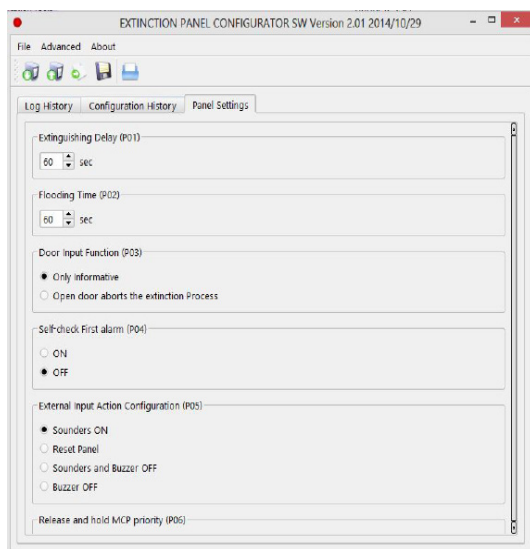 EXTINCTION PANEL CONFIGURATOR SW Version 2.01 2014/10/29
File Advanced About
Log History Configuration History Panel Settings
Extinguishing Delay (P01)
60 sec
Flooding Time (P02)
60 sec
Door Input Function (P03)
Only Informative
Open door aborts the extinction Process
Self-check First alarm (P04)
ON
OFF
External Input Action Configuration (P05)
Sounders ON
Reset Panel
Sounders and Buzzer OFF
Buzzer OFF
Release and hold MCP priority (P06)